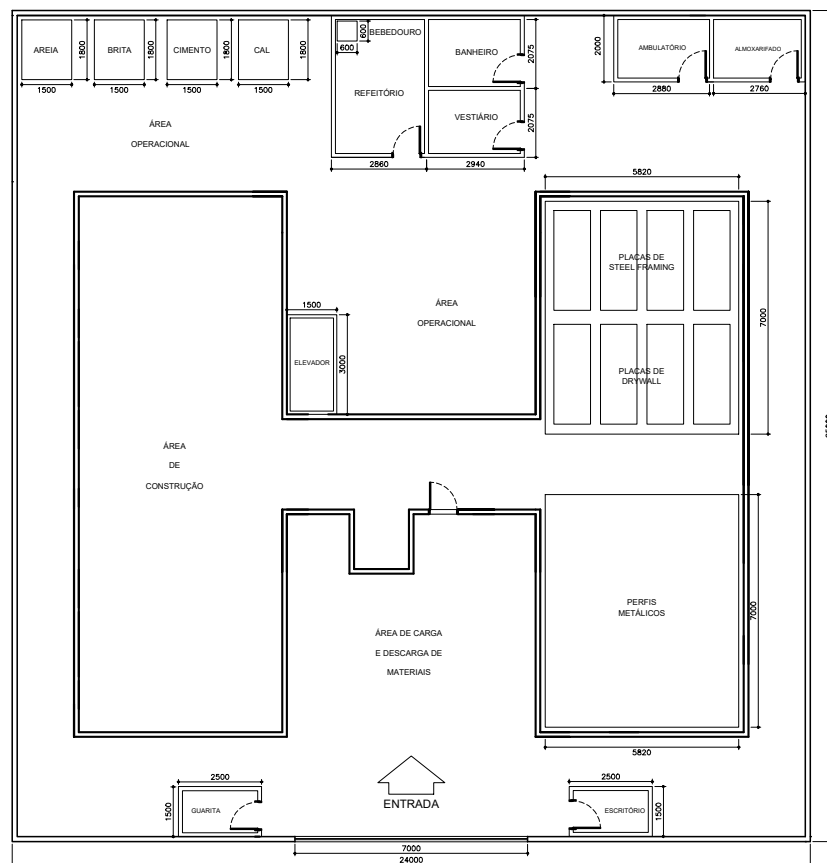 AREIA
BRITA
CIMENTO
CAL
1800
1800
1800
1800
1500
1500
1500
1500
BEBEDOURO
600
600
REFEITÓRIO
BANHEIRO
2075
VESTIÁRIO
2075
2860
2940
2000
AMBULATÓRIO
ALMOXARIFADO
2880
2760
ÁREA
OPERACIONAL
5820
PLACAS DE
STEEL FRAMING
7000
PLACAS DE
DRYWALL
1500
ELEVADOR
3000
ÁREA
OPERACIONAL
ÁREA
DE
CONSTRUÇÃO
PERFIS
METÁLICOS
7000
5820
ÁREA DE CARGA
E DESCARGA DE
MATERIAIS
2500
1500
GUARITA
ENTRADA
2500
ESCRITÓRIO
1500
7000
24000